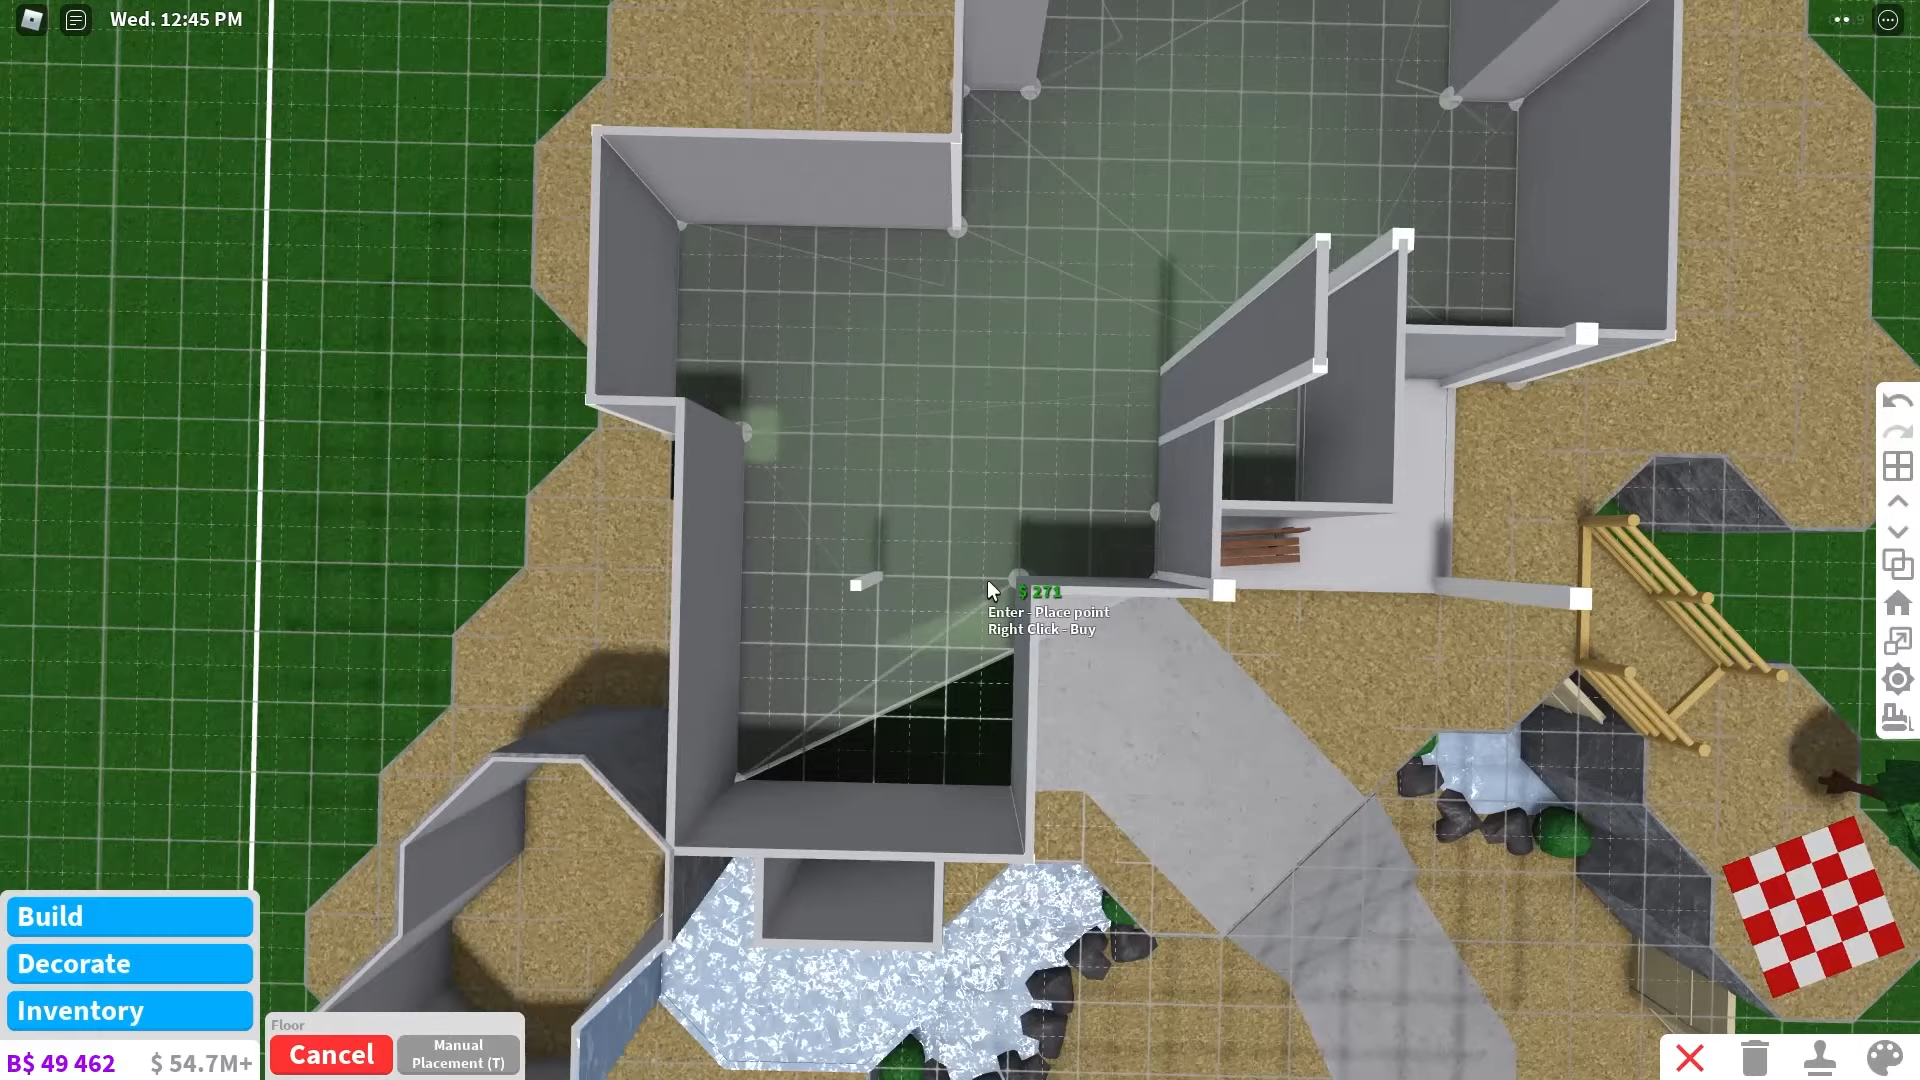 Wed. 12:45 PM
$ 271
Enter - Place point
Right Click - Buy
Build
Decorate
Inventory
B$ 49 462
$ 54.7M+
Floor
Cancel
Manual
Placement (T)